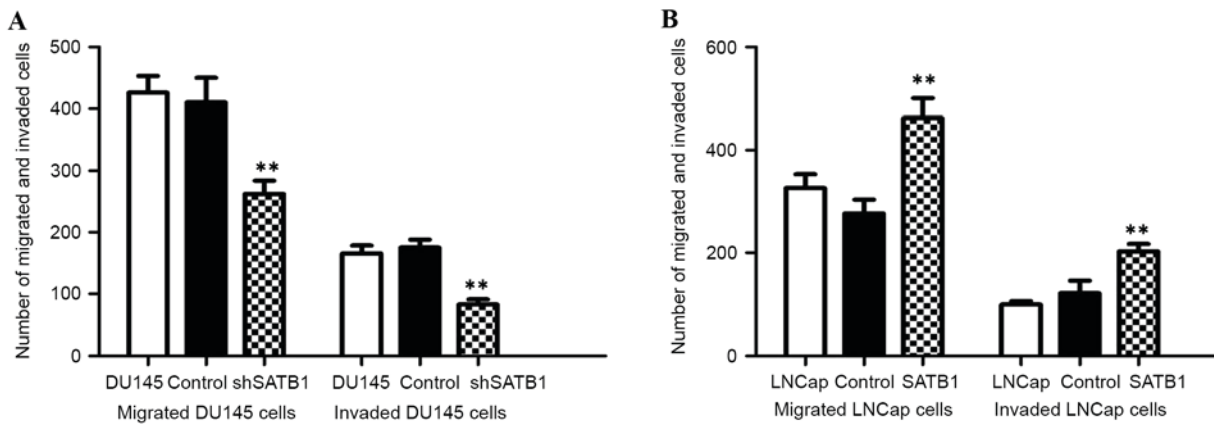 A
Number of migrated and invaded cells
500
400
300
200
100
0
**
**
DU145 Control shSATB1 DU145 Control shSATB1
Migrated DU145 cells Invaded DU145 cells
B
Number of migrated and invaded cells
600
400
200
0
**
**
LNCap Control SATB1 LNCap Control SATB1
Migrated LNCap cells Invaded LNCap cells